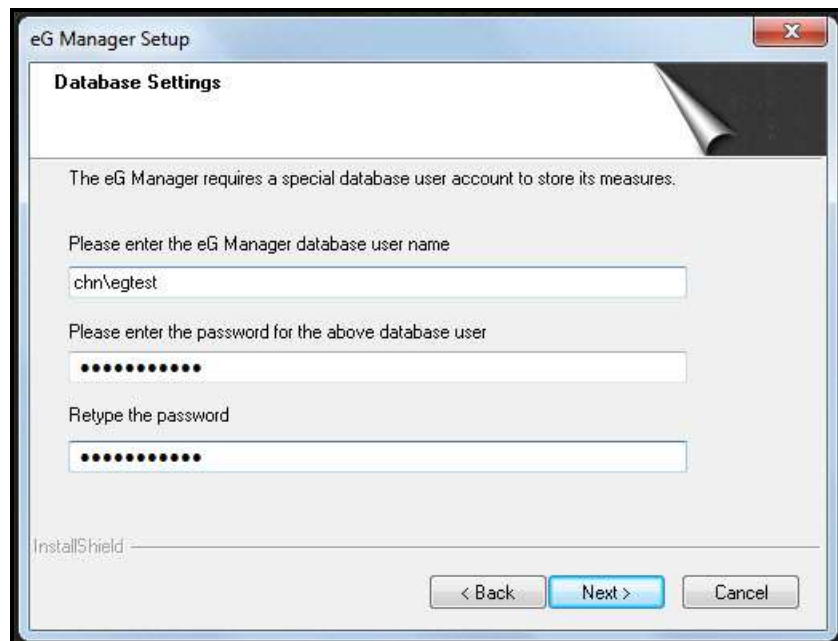 eG Manager Setup
Database Settings
The eG Manager requires a special database user account to store its measures.
Please enter the eG Manager database user name
chn\egtest
Please enter the password for the above database user
●●●●●●●●●●●
Retype the password
●●●●●●●●●●●
InstallShield
< Back
Next >
Cancel